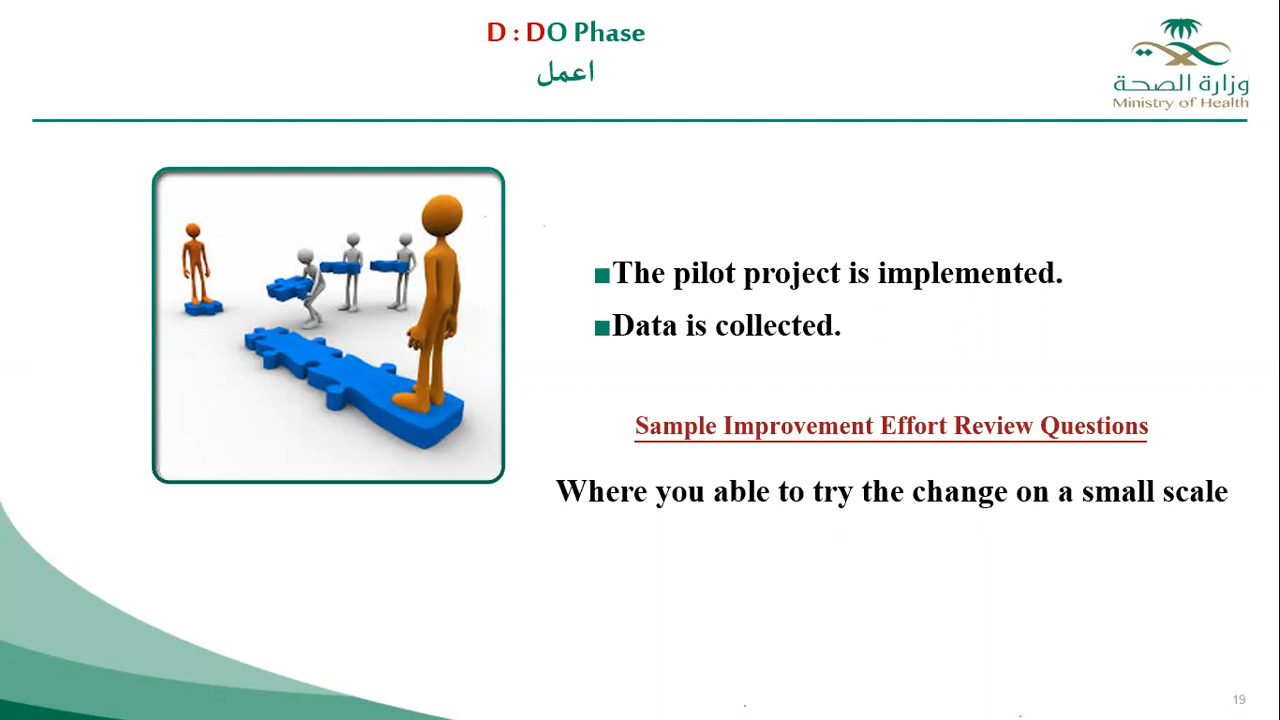 D : DO Phase
اعمل
وزارة الصحة
Ministry of Health
■The pilot project is implemented.
■Data is collected.
Sample Improvement Effort Review Questions
Where you able to try the change on a small scale
19